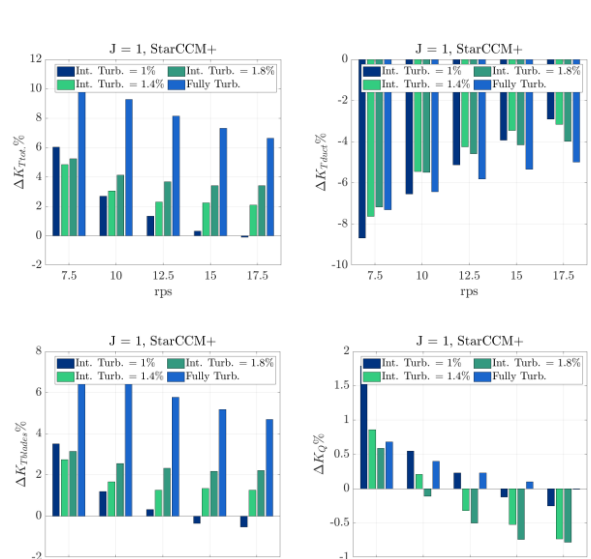 J = 1, StarCCM+
Int. Turb. = 1% Int. Turb. = 1.8%
Int. Turb. = 1.4% Fully Turb.
12
10
8
6
4
2
0
-2
ΔK_Ttot.%
7.5 10 12.5 15 17.5
rps
J = 1, StarCCM+
Int. Turb. = 1% Int. Turb. = 1.8%
Int. Turb. = 1.4% Fully Turb.
0
-2
-4
-6
-8
-10
ΔK_Tduct%
7.5 10 12.5 15 17.5
rps
J = 1, StarCCM+
Int. Turb. = 1% Int. Turb. = 1.8%
Int. Turb. = 1.4% Fully Turb.
8
6
4
2
0
-2
ΔK_Tblades%
J = 1, StarCCM+
Int. Turb. = 1% Int. Turb. = 1.8%
Int. Turb. = 1.4% Fully Turb.
2
1.5
1
0.5
0
-0.5
-1
ΔK_Q%